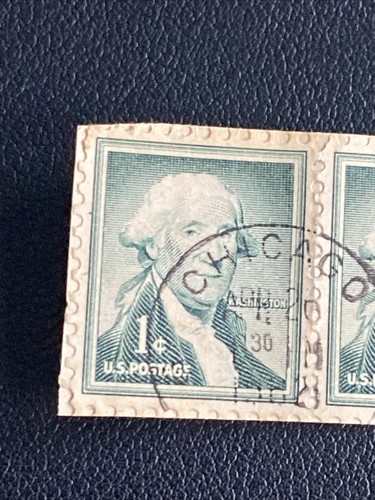 CHICAGO
WASHINGTON
30
1¢
U.S. POSTAGE
U.S.